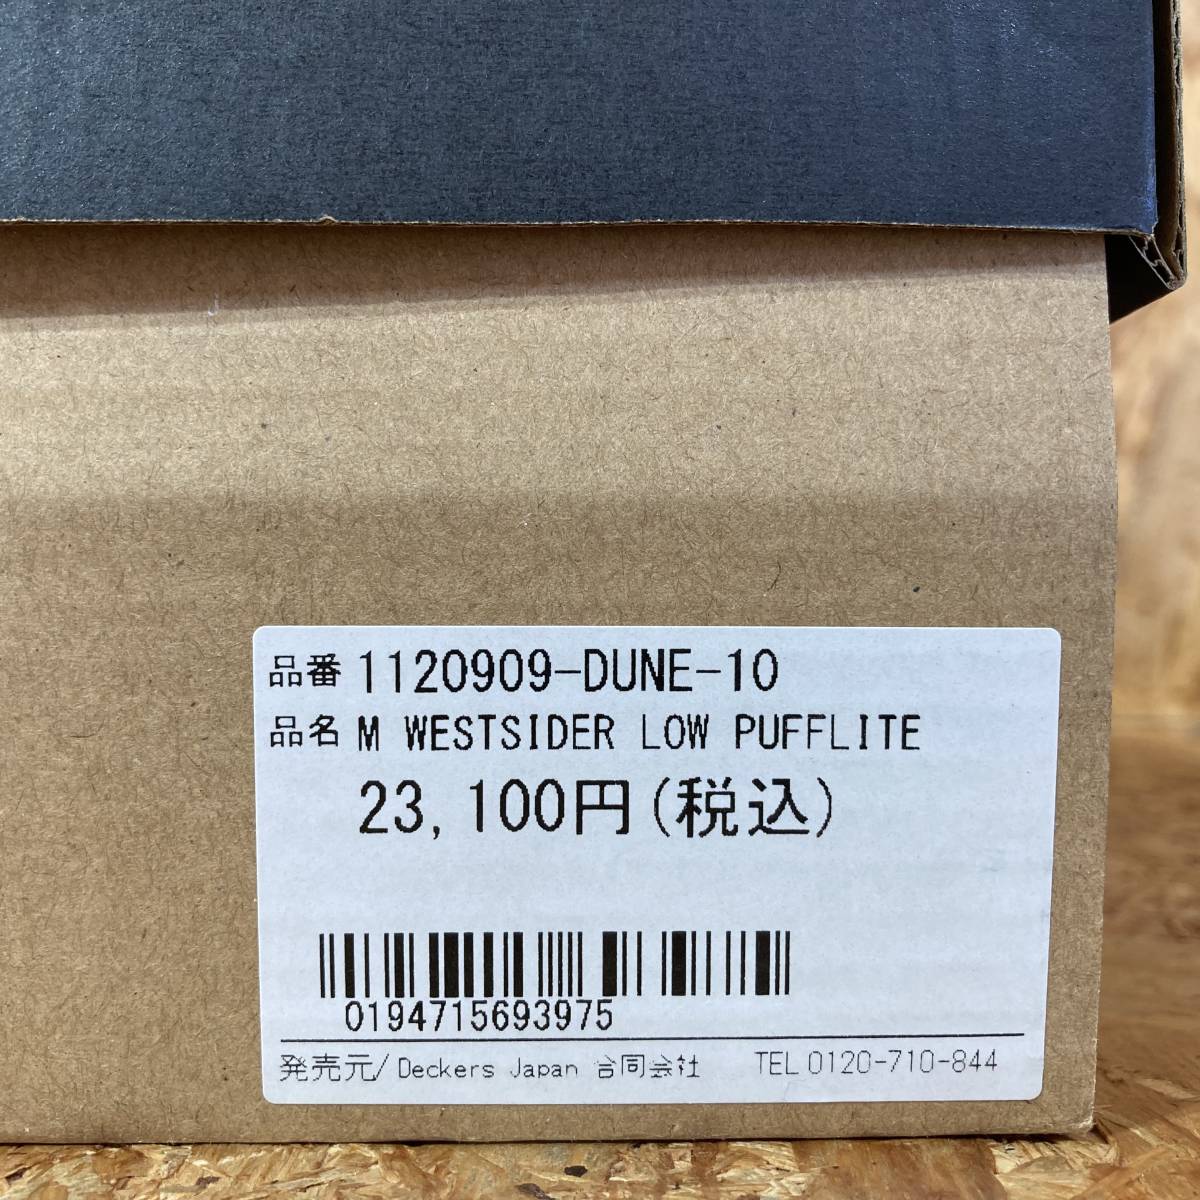 品番 1120909-DUNE-10
品名 M WESTSIDER LOW PUFFLITE
23,100円(税込)
0194715693975
発売元/Deckers Japan 合同会社 TEL 0120-710-844